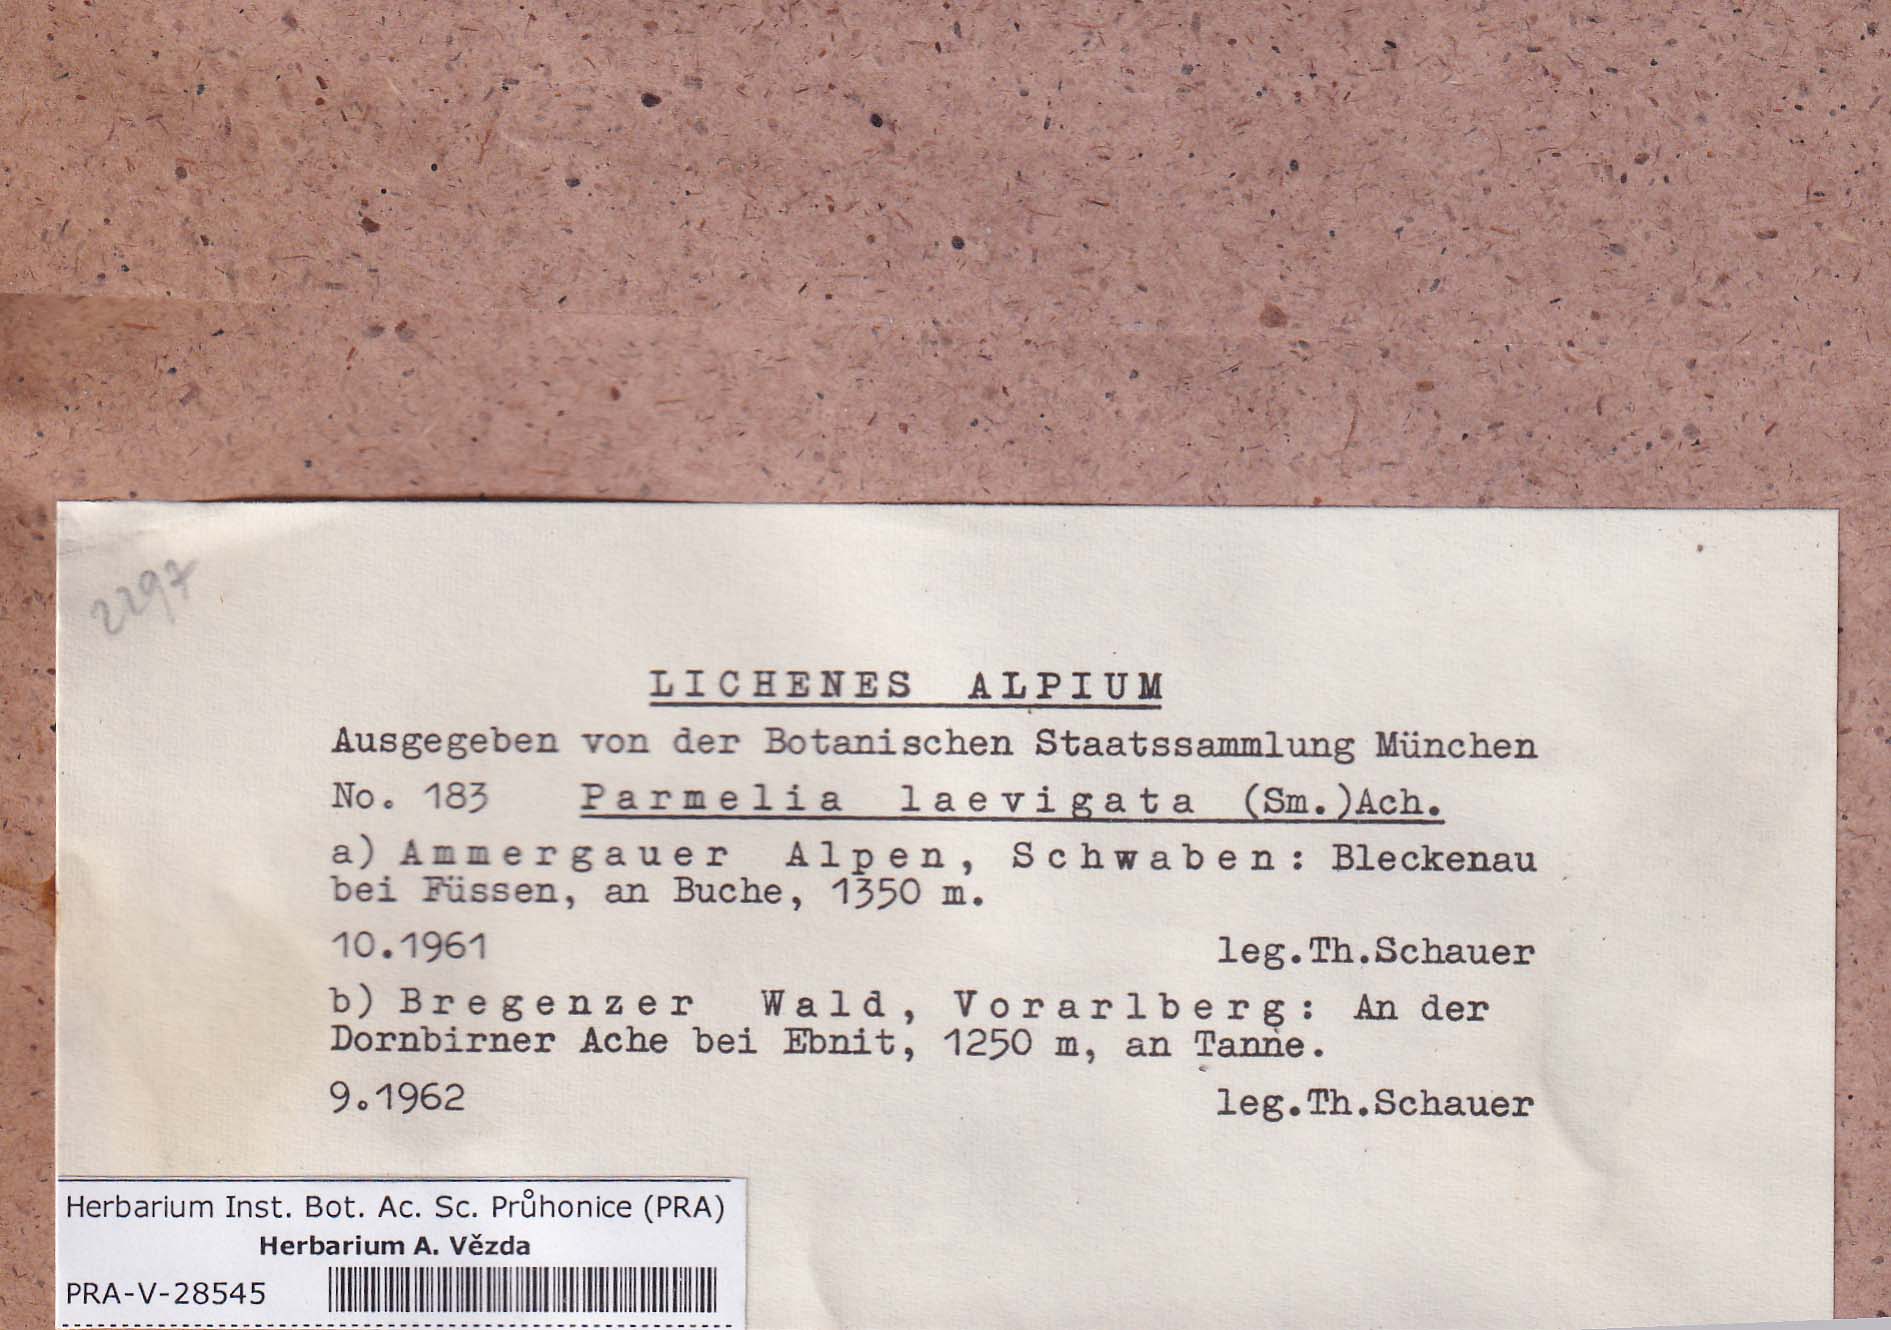 2297
LICHENES ALPIUM
Ausgegeben von der Botanischen Staatssammlung München
No. 183 Parmelia laevigata (Sm.)Ach.
a) Ammergauer Alpen, Schwaben: Bleckenau
bei Füssen, an Buche, 1350 m.
10.1961 leg.Th.Schauer
b) Bregenzer Wald, Vorarlberg: An der
Dornbirner Ache bei Ebnit, 1250 m, an Tanne.
9.1962 leg.Th.Schauer
Herbarium Inst. Bot. Ac. Sc. Průhonice (PRA)
Herbarium A. Vězda
PRA-V-28545